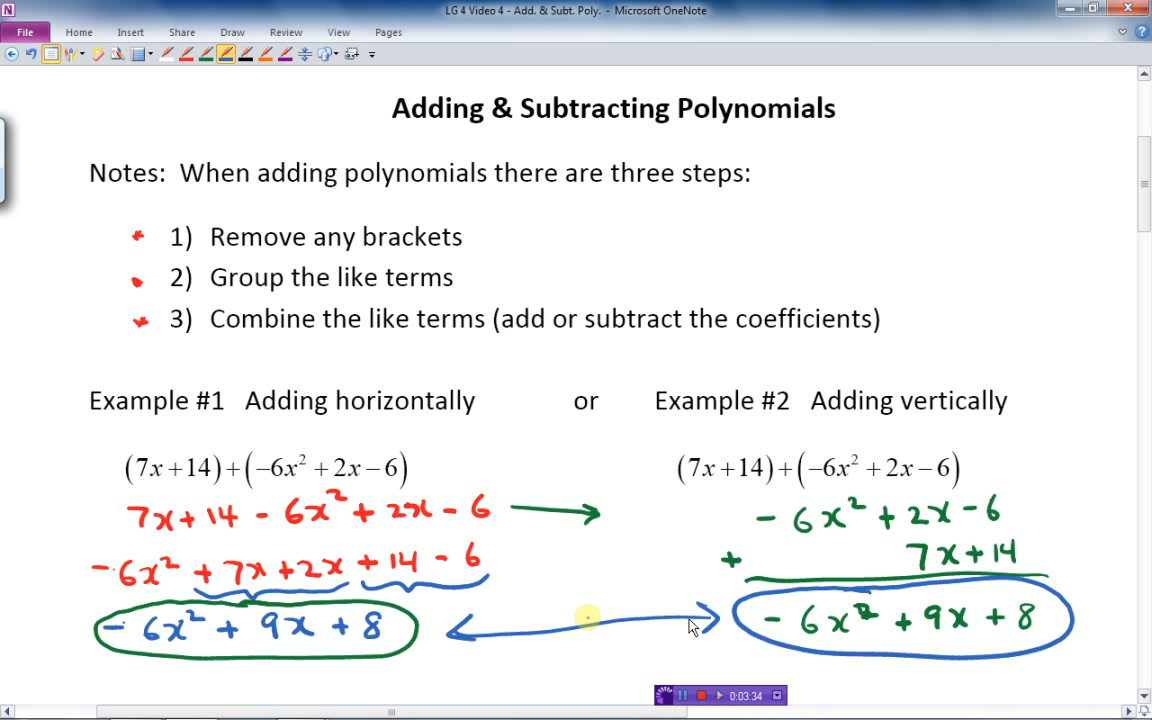 LG 4 Video 4 - Add. & Subt. Poly. - Microsoft OneNote
File Home Insert Share Draw Review View Pages
Adding & Subtracting Polynomials
Notes: When adding polynomials there are three steps:
1) Remove any brackets
2) Group the like terms
3) Combine the like terms (add or subtract the coefficients)
Example #1 Adding horizontally or Example #2 Adding vertically
(7x+14)+(−6x²+2x−6) (7x+14)+(−6x²+2x−6)
7x+14 - 6x² + 2x - 6 - 6x² + 2x - 6
- 6x² + 7x + 2x + 14 - 6 + 7x + 14
- 6x² + 9x + 8 - 6x² + 9x + 8
0:03:34